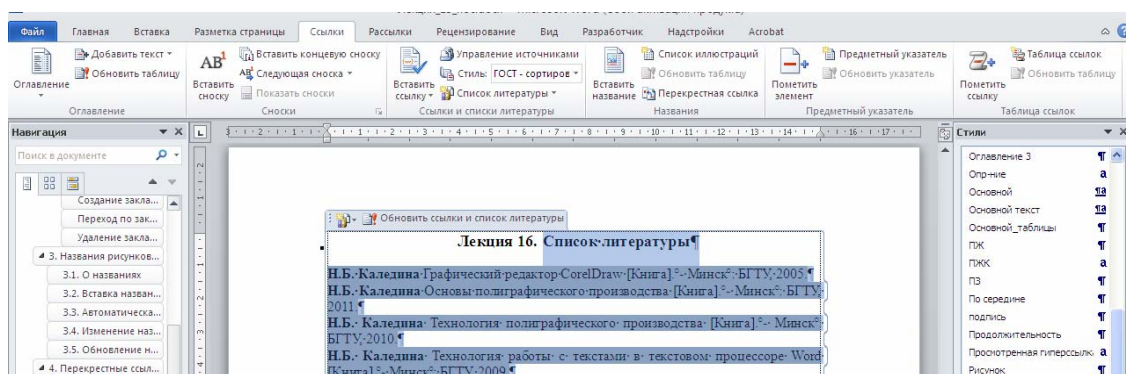 Файл Главная Вставка Разметка страницы Ссылки Рассылки Рецензирование Вид Разработчик Надстройки Acrobat
Оглавление
Добавить текст
Обновить таблицу
Оглавление
AB¹
Вставить сноску
Вставить концевую сноску
Следующая сноска
Показать сноски
Сноски
Вставить ссылку
Управление источниками
Стиль: ГОСТ - сортиров
Список литературы
Ссылки и списки литературы
Вставить название
Список иллюстраций
Обновить таблицу
Перекрестная ссылка
Названия
Пометить элемент
Предметный указатель
Обновить указатель
Предметный указатель
Пометить ссылку
Таблица ссылок
Обновить таблицу
Таблица ссылок
Навигация
Поиск в документе
Создание закла...
Переход по зак...
Удаление закла...
3. Названия рисунков...
3.1. О названиях
3.2. Вставка назван...
3.3. Автоматическа...
3.4. Изменение наз...
3.5. Обновление н...
4. Перекрестные ссыл...
Обновить ссылки и список литературы
Лекция 16. Список·литературы¶
Н.Б.·Каледина·Графический·редактор·CorelDraw·[Книга].°-·Минск°:·БГТУ,·2005.¶
Н.Б.·Каледина·Основы·полиграфического·производства·[Книга].°-·Минск°:·БГТУ,·
2011.¶
Н.Б.·Каледина·Технология·полиграфического·производства·[Книга].°-·Минск°:·
БГТУ,·2010.¶
Н.Б.·Каледина·Технология·работы·с·текстами·в·текстовом·процессоре·Word·
[Книга].°-·Минск°:·БГТУ·2009.¶
Стили
Оглавление 3 ¶
Опр-ние a
Основной ¶a
Основной текст ¶a
Основной_таблицы ¶
ПЖ ¶
ПЖК a
ПЗ ¶
По середине ¶
подпись ¶
Продолжительность ¶
Просмотренная гиперссылк a
Рисунок ¶